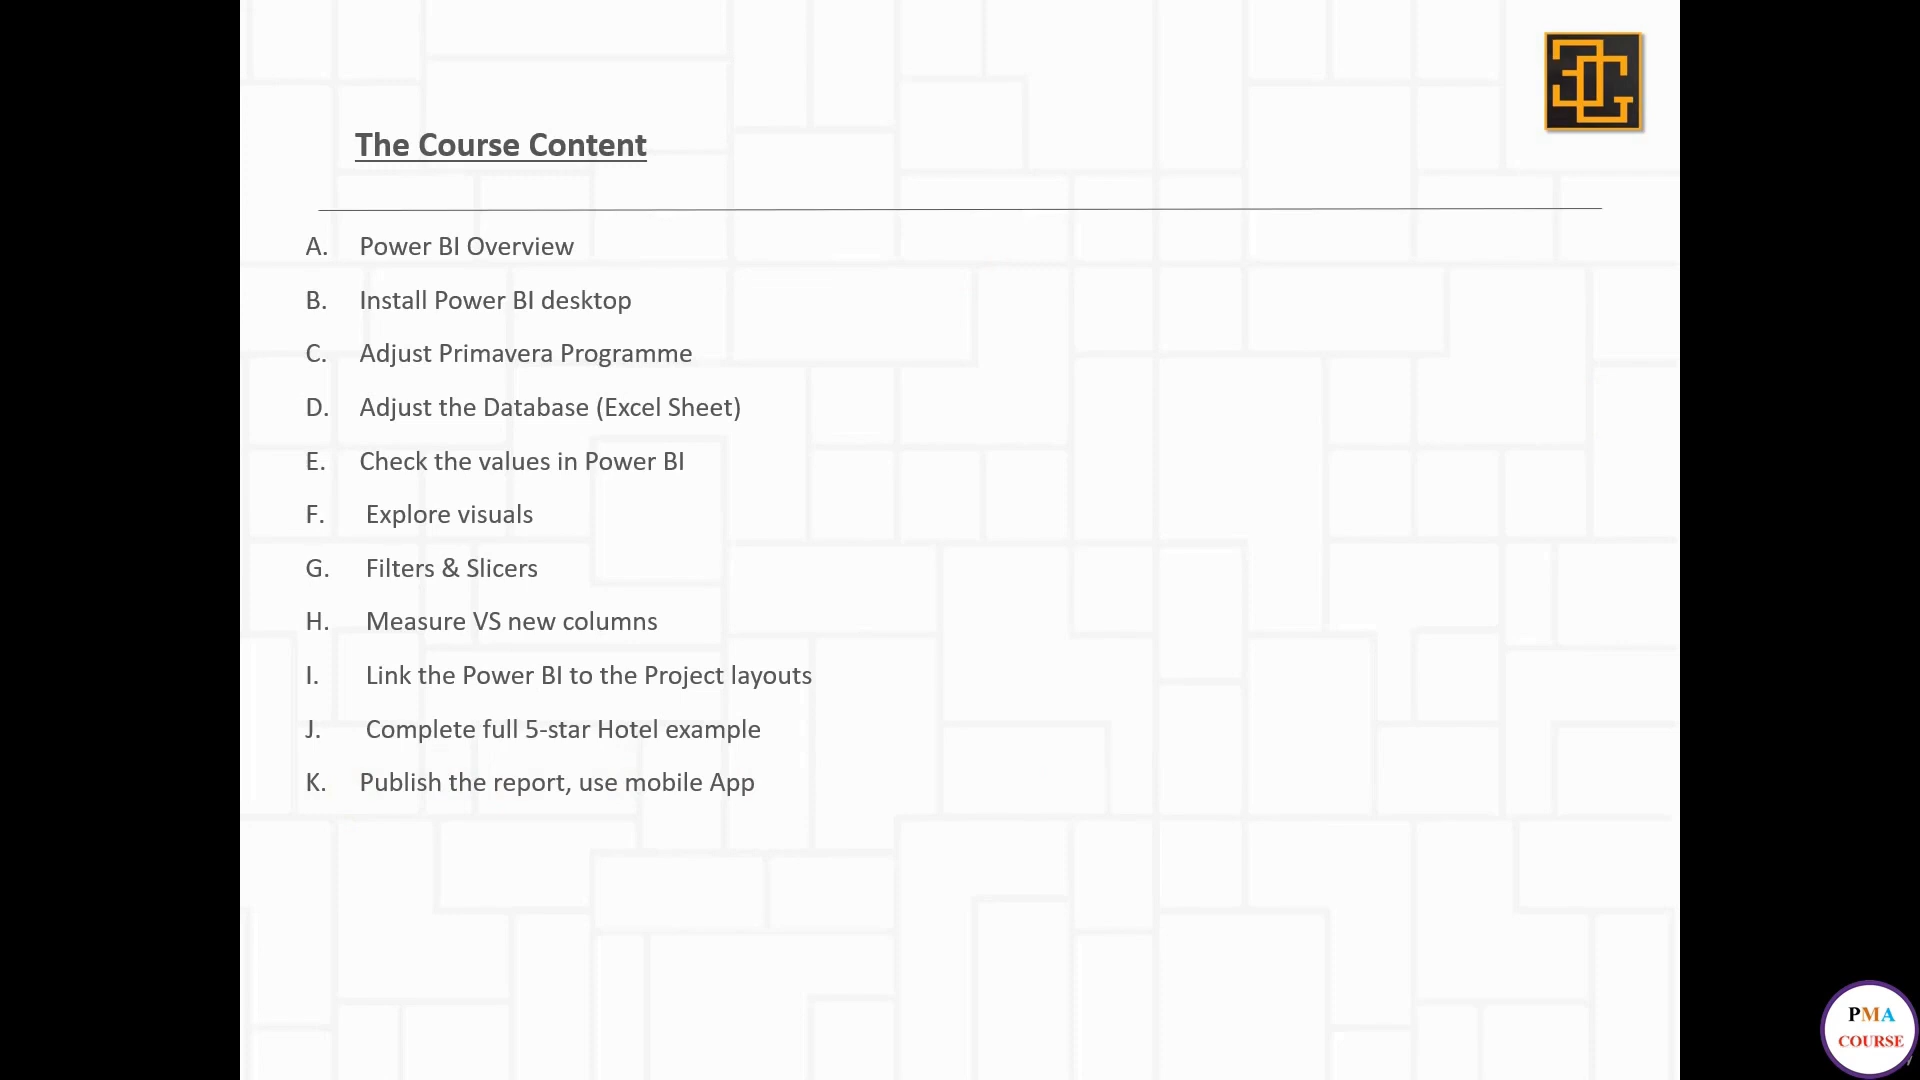 The Course Content
A. Power BI Overview
B. Install Power BI desktop
C. Adjust Primavera Programme
D. Adjust the Database (Excel Sheet)
E. Check the values in Power BI
F. Explore visuals
G. Filters & Slicers
H. Measure VS new columns
I. Link the Power BI to the Project layouts
J. Complete full 5-star Hotel example
K. Publish the report, use mobile App
PMA
COURSE